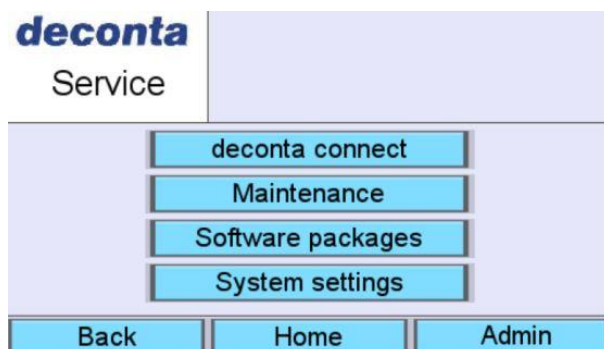 deconta
Service
deconta connect
Maintenance
Software packages
System settings
Back Home Admin